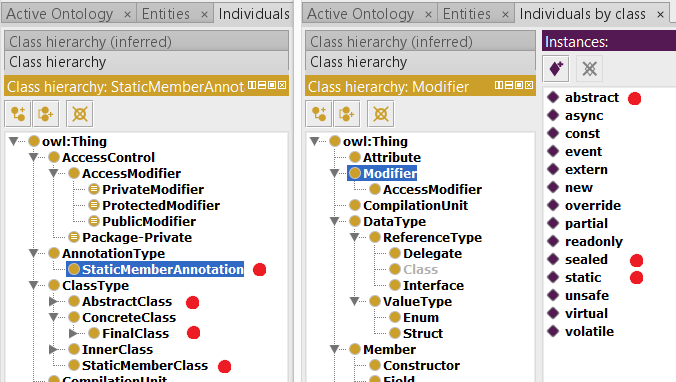 Active Ontology × Entities × Individuals
Class hierarchy (inferred)
Class hierarchy
Class hierarchy: StaticMemberAnnot
owl:Thing
AccessControl
AccessModifier
PrivateModifier
ProtectedModifier
PublicModifier
Package-Private
AnnotationType
StaticMemberAnnotation
ClassType
AbstractClass
ConcreteClass
FinalClass
InnerClass
StaticMemberClass
CompilationUnit
Active Ontology × Entities × Individuals by class ×
Class hierarchy (inferred)
Class hierarchy
Class hierarchy: Modifier
owl:Thing
Attribute
Modifier
AccessModifier
CompilationUnit
DataType
ReferenceType
Delegate
Class
Interface
ValueType
Enum
Struct
Member
Constructor
Field
Instances:
abstract
async
const
event
extern
new
override
partial
readonly
sealed
static
unsafe
virtual
volatile